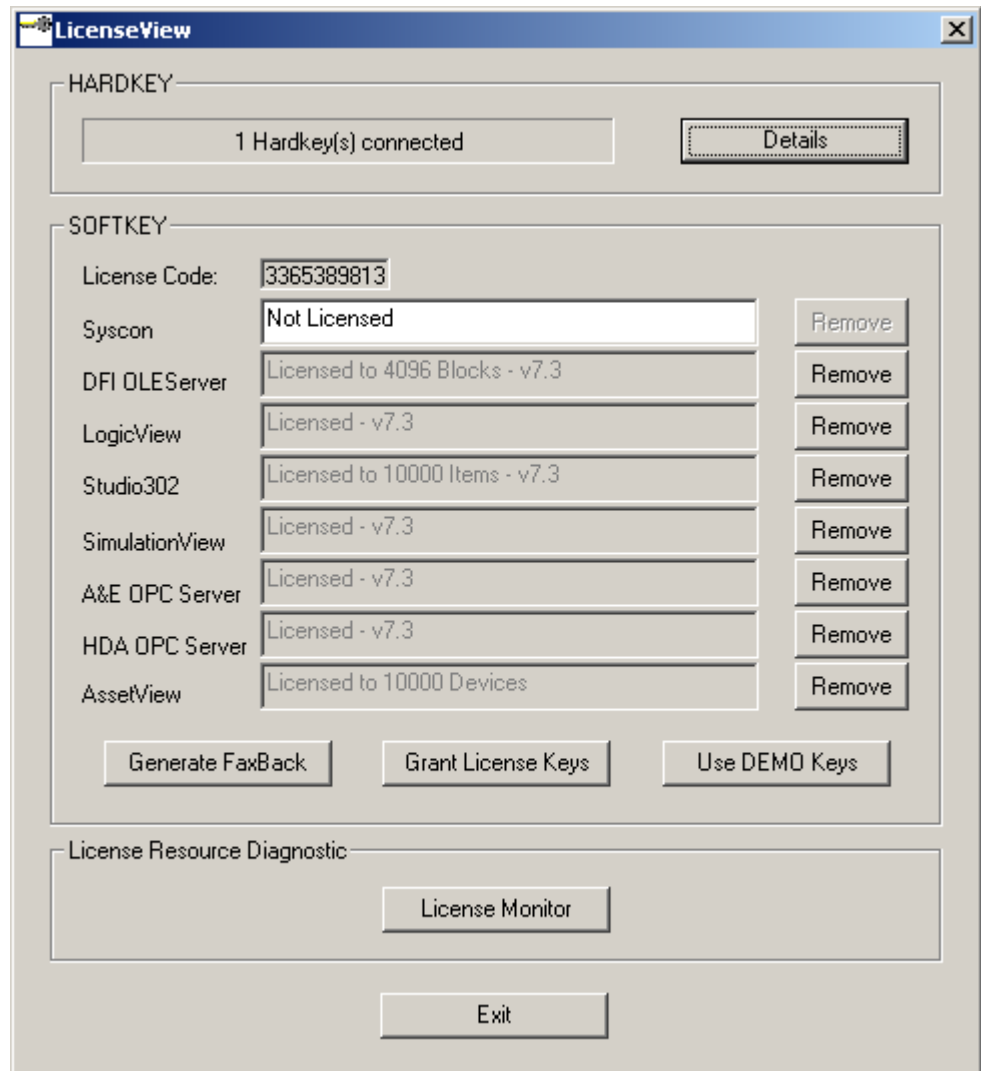 LicenseView
HARDKEY
1 Hardkey(s) connected
Details
SOFTKEY
License Code: 3365389813
Syscon Not Licensed Remove
DFI OLEServer Licensed to 4096 Blocks - v7.3 Remove
LogicView Licensed - v7.3 Remove
Studio302 Licensed to 10000 Items - v7.3 Remove
SimulationView Licensed - v7.3 Remove
A&E OPC Server Licensed - v7.3 Remove
HDA OPC Server Licensed - v7.3 Remove
AssetView Licensed to 10000 Devices Remove
Generate FaxBack Grant License Keys Use DEMO Keys
License Resource Diagnostic
License Monitor
Exit